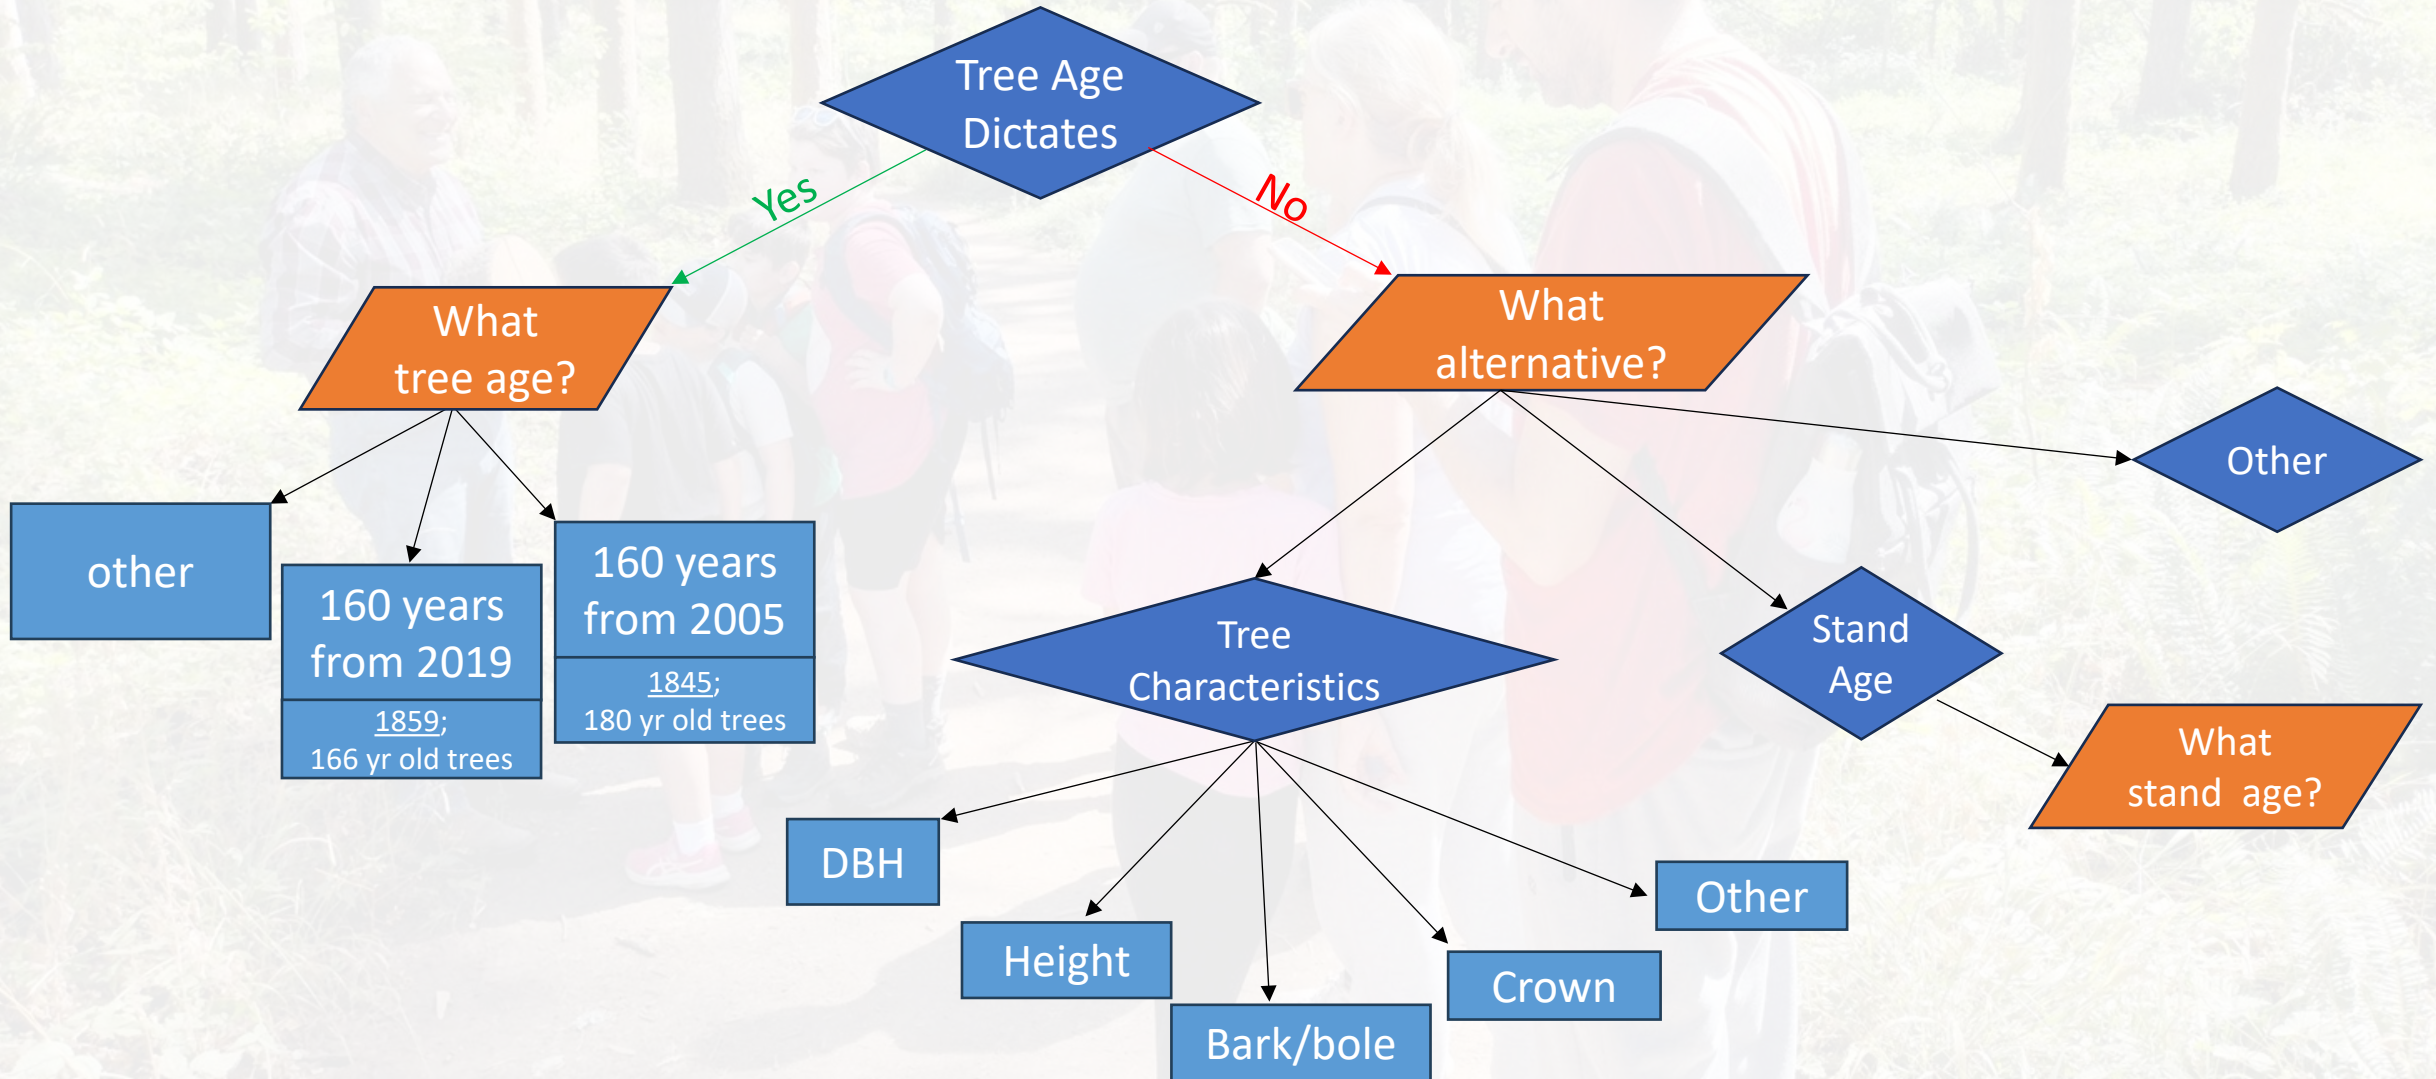 Tree Age
Dictates
Yes
No
What
tree age?
What
alternative?
other
160 years
from 2019
1859;
166 yr old trees
160 years
from 2005
1845;
180 yr old trees
Other
Tree
Characteristics
Stand
Age
What
stand  age?
DBH
Height
Bark/bole
Crown
Other